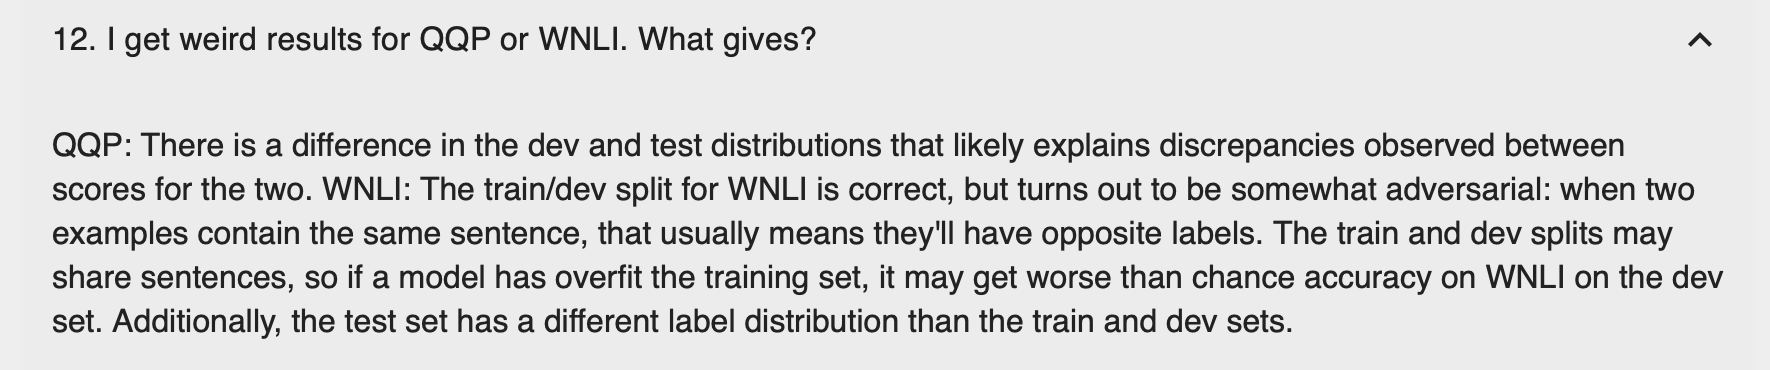 12. I get weird results for QQP or WNLI. What gives?
QQP: There is a difference in the dev and test distributions that likely explains discrepancies observed between
scores for the two. WNLI: The train/dev split for WNLI is correct, but turns out to be somewhat adversarial: when two
examples contain the same sentence, that usually means they'll have opposite labels. The train and dev splits may
share sentences, so if a model has overfit the training set, it may get worse than chance accuracy on WNLI on the dev
set. Additionally, the test set has a different label distribution than the train and dev sets.